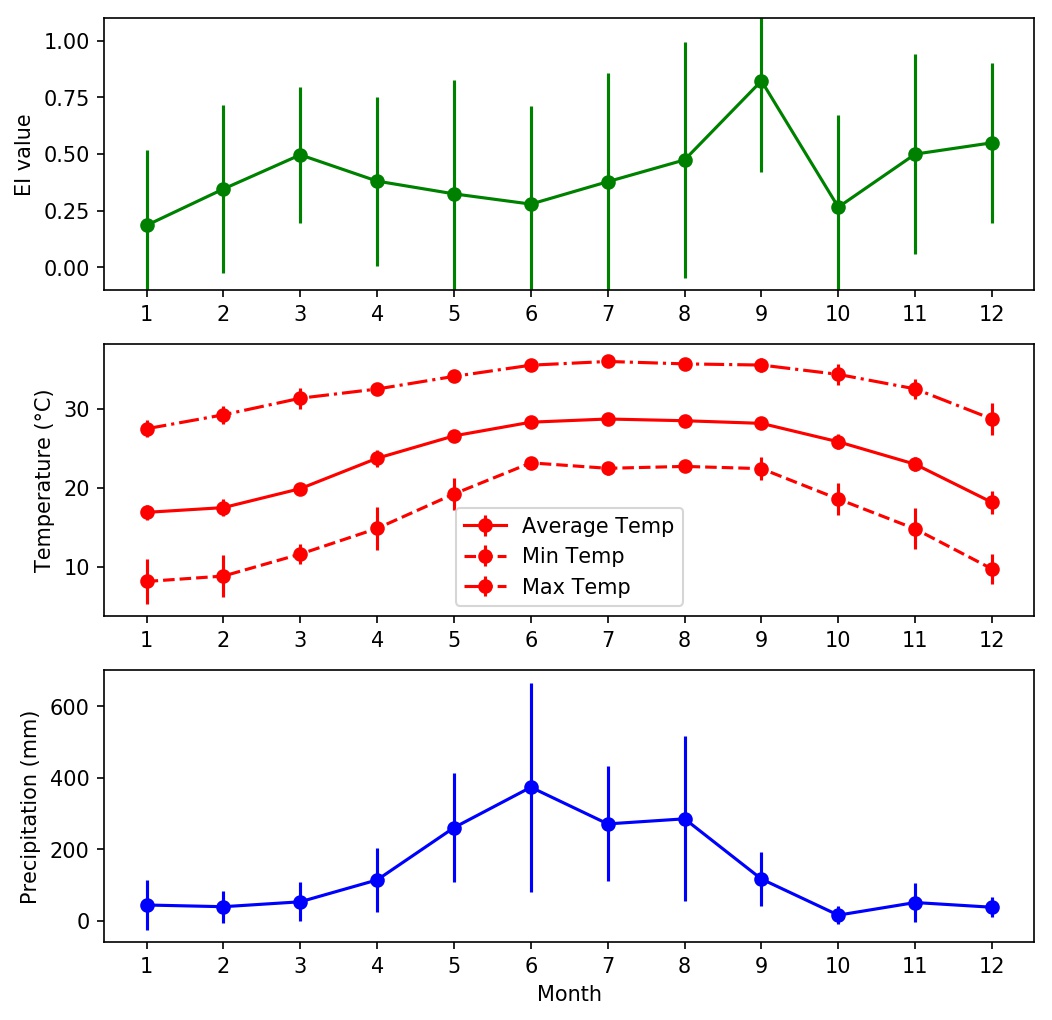 EI value
1.00
0.75
0.50
0.25
0.00
1 2 3 4 5 6 7 8 9 10 11 12
Temperature (°C)
30
20
10
Average Temp
Min Temp
Max Temp
1 2 3 4 5 6 7 8 9 10 11 12
Precipitation (mm)
600
400
200
0
1 2 3 4 5 6 7 8 9 10 11 12
Month